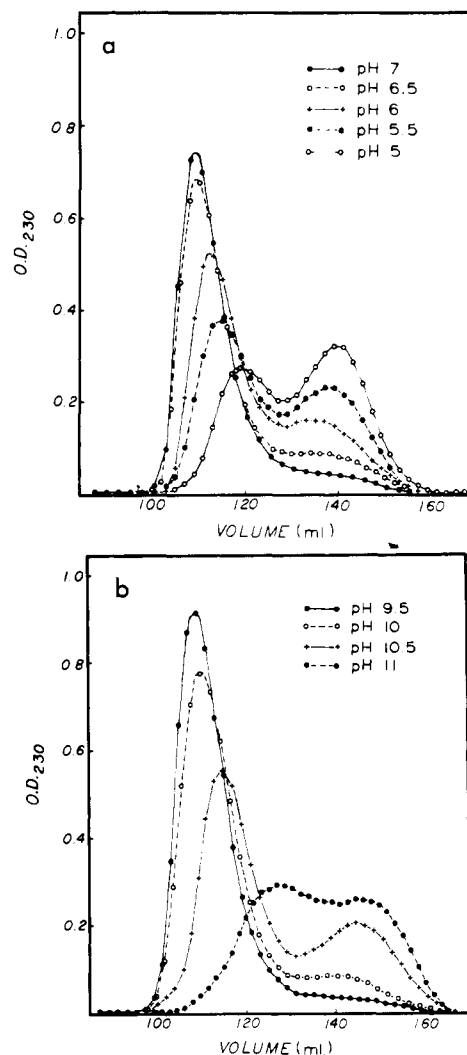 a
1.0
0.8
0.6
0.4
0.2
O.D.230
pH 7
pH 6.5
pH 6
pH 5.5
pH 5
100 120 140 160
VOLUME (ml)
b
1.0
0.8
0.6
0.4
0.2
O.D.230
pH 9.5
pH 10
pH 10.5
pH 11
100 120 140 160
VOLUME (ml)